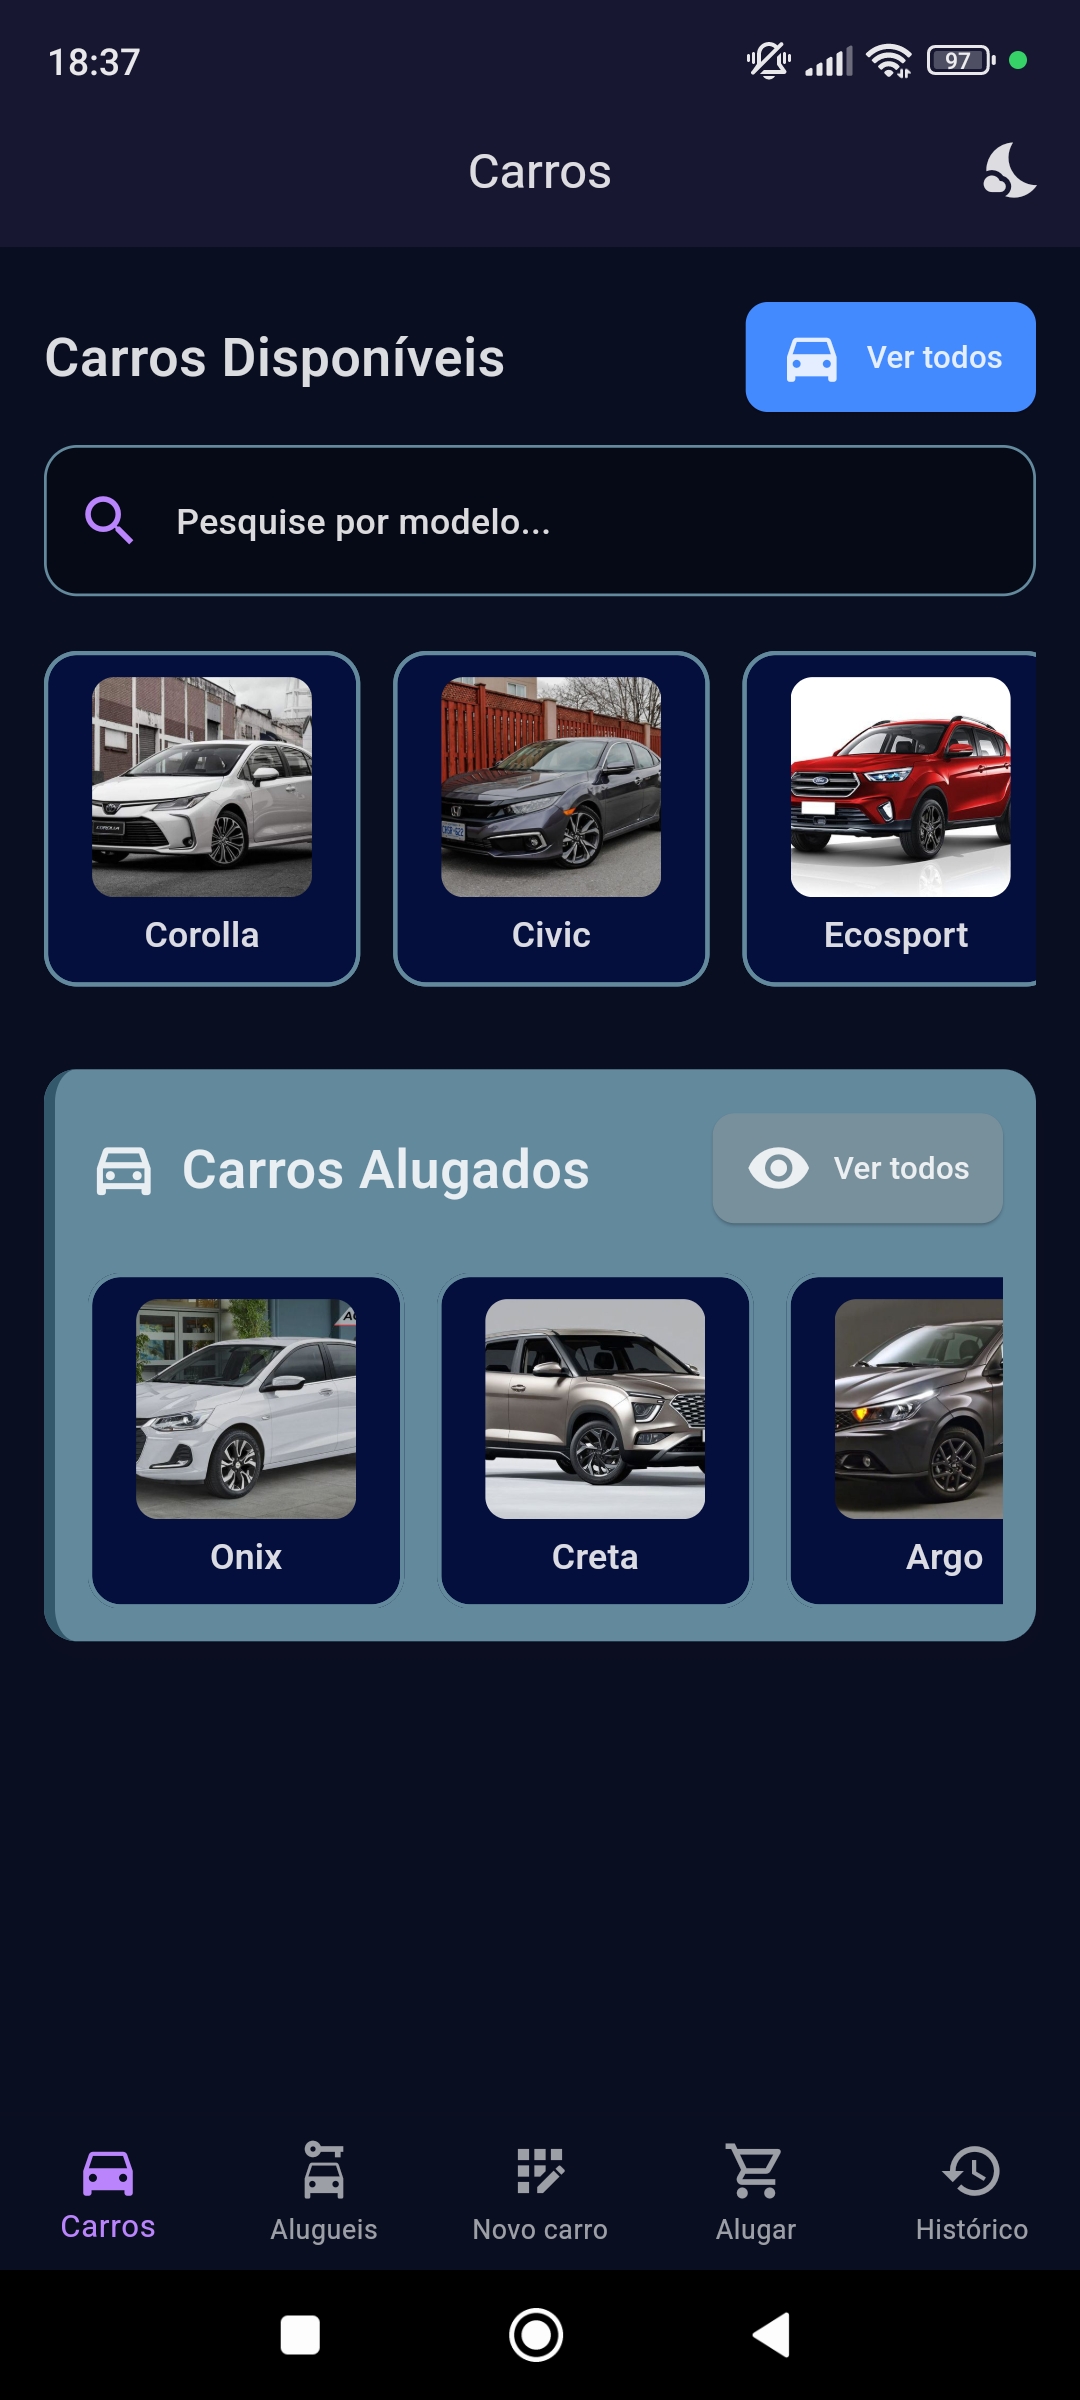 18:37
97
Carros
Carros Disponíveis
Ver todos
Pesquise por modelo...
COROLLA
Corolla
Civic
Ecosport
Carros Alugados
Ver todos
Onix
Creta
Argo
Carros
Alugueis
Novo carro
Alugar
Histórico